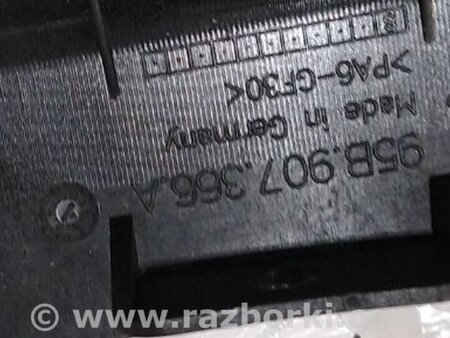 95B.907.366.A
Made in Germany
>PA6-GF30<
© www.razborki